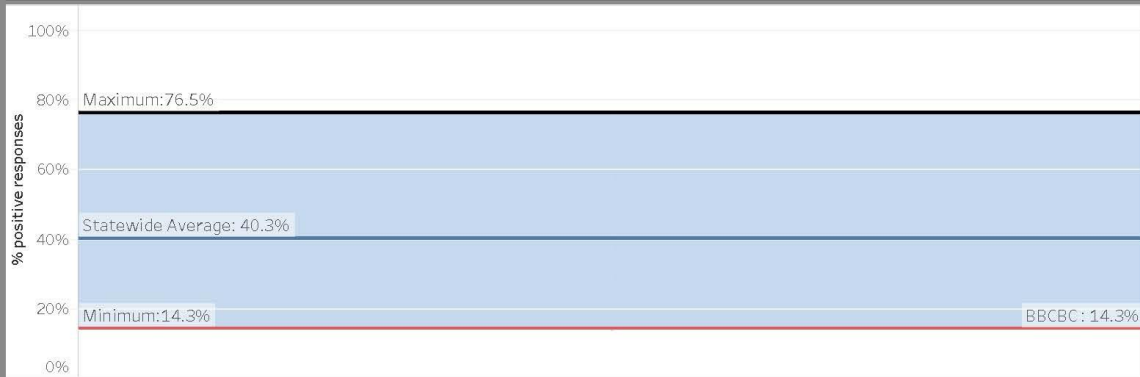 % positive responses
100%
80%
60%
40%
20%
0%
Maximum:76.5%
Statewide Average: 40.3%
Minimum:14.3%
BBCBC : 14.3%